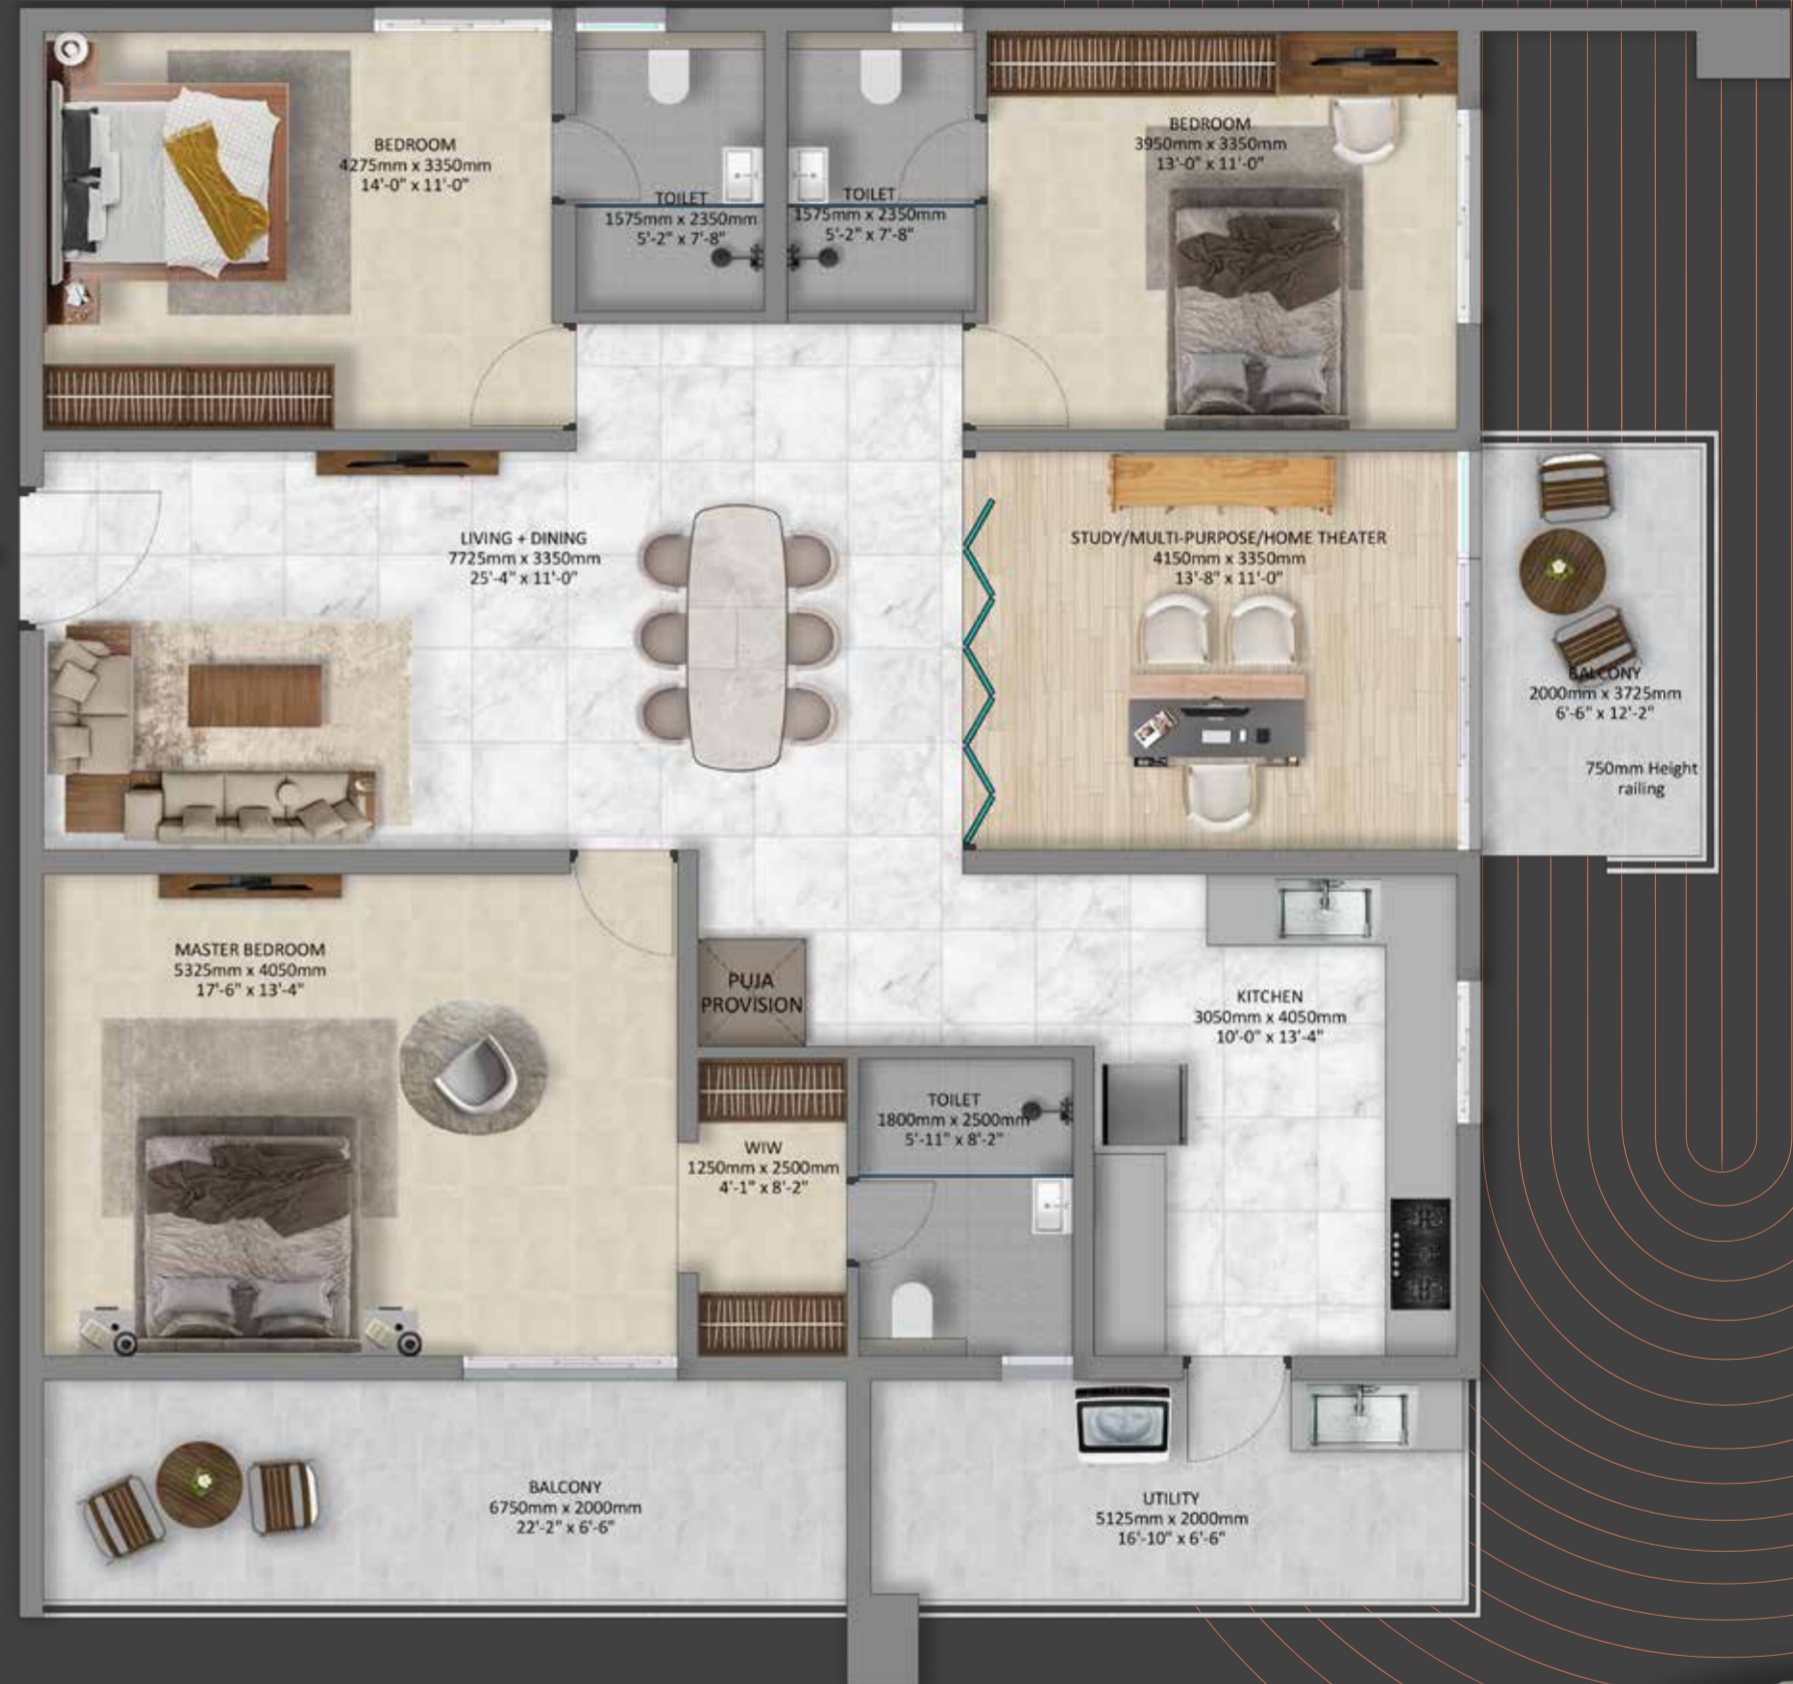 BEDROOM
4275mm x 3350mm
14'-0" x 11'-0"
TOILET
1575mm x 2350mm
5'-2" x 7'-8"
TOILET
1575mm x 2350mm
5'-2" x 7'-8"
BEDROOM
3950mm x 3350mm
13'-0" x 11'-0"
LIVING + DINING
7725mm x 3350mm
25'-4" x 11'-0"
STUDY/MULTI-PURPOSE/HOME THEATER
4150mm x 3350mm
13'-8" x 11'-0"
BALCONY
2000mm x 3725mm
6'-6" x 12'-2"
750mm Height
railing
MASTER BEDROOM
5325mm x 4050mm
17'-6" x 13'-4"
PUJA
PROVISION
KITCHEN
3050mm x 4050mm
10'-0" x 13'-4"
WIW
1250mm x 2500mm
4'-1" x 8'-2"
TOILET
1800mm x 2500mm
5'-11" x 8'-2"
BALCONY
6750mm x 2000mm
22'-2" x 6'-6"
UTILITY
5125mm x 2000mm
16'-10" x 6'-6"